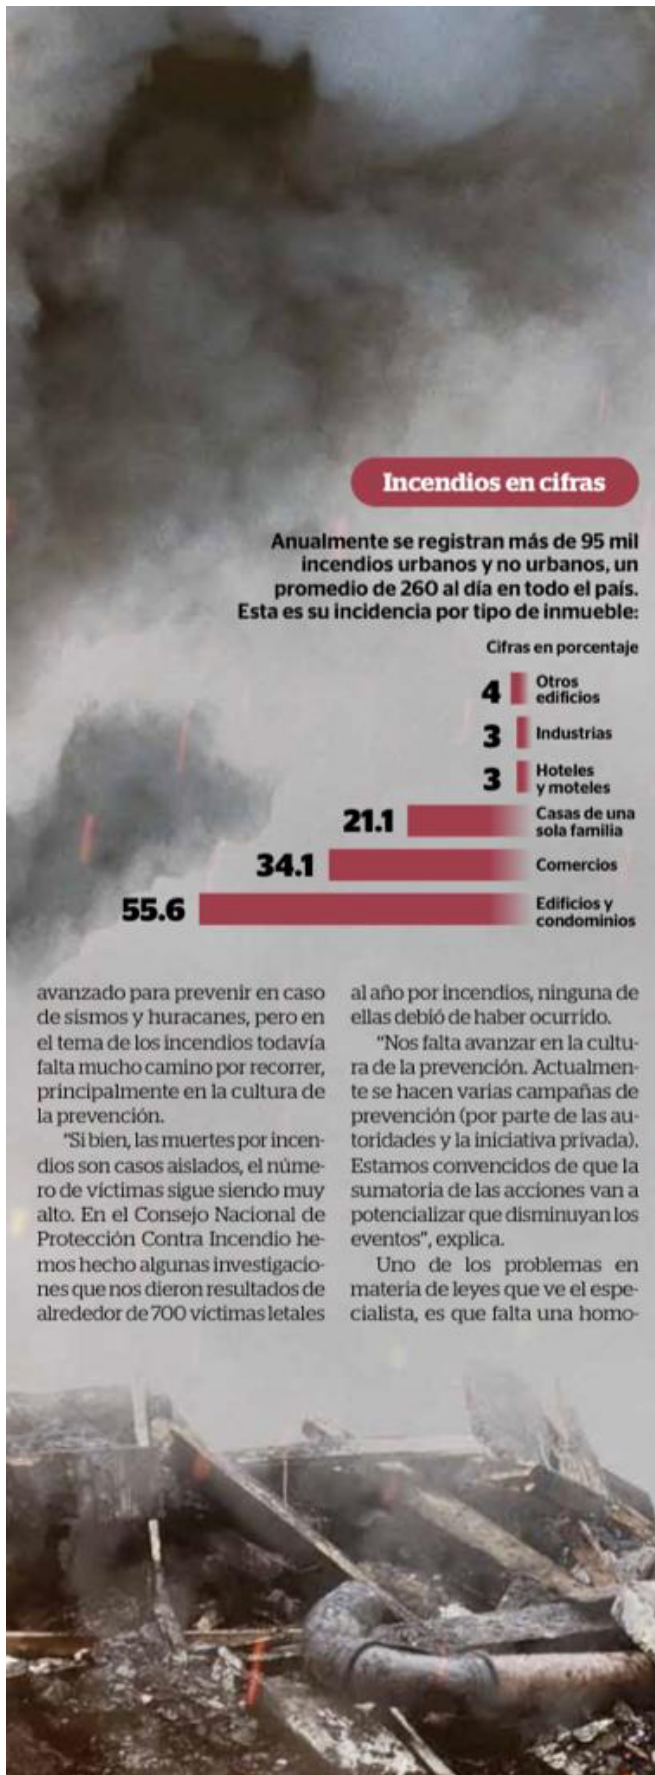 Incendios en cifras
Anualmente se registran más de 95 mil
incendios urbanos y no urbanos, un
promedio de 260 al día en todo el país.
Esta es su incidencia por tipo de inmueble:
Cifras en porcentaje
4 Otros
edificios
3 Industrias
3 Hoteles
y moteles
21.1 Casas de una
sola familia
34.1 Comercios
55.6 Edificios y
condominios
avanzado para prevenir en caso
de sismos y huracanes, pero en
el tema de los incendios todavía
falta mucho camino por recorrer,
principalmente en la cultura de
la prevención.
"Si bien, las muertes por incen-
dios son casos aislados, el núme-
ro de víctimas sigue siendo muy
alto. En el Consejo Nacional de
Protección Contra Incendio he-
mos hecho algunas investigacio-
nes que nos dieron resultados de
alrededor de 700 víctimas letales
al año por incendios, ninguna de
ellas debió de haber ocurrido.
"Nos falta avanzar en la cultu-
ra de la prevención. Actualmen-
te se hacen varias campañas de
prevención (por parte de las au-
toridades y la iniciativa privada).
Estamos convencidos de que la
sumatoria de las acciones van a
potencializar que disminuyan los
eventos", explica.
Uno de los problemas en
materia de leyes que ve el espe-
cialista, es que falta una homo-